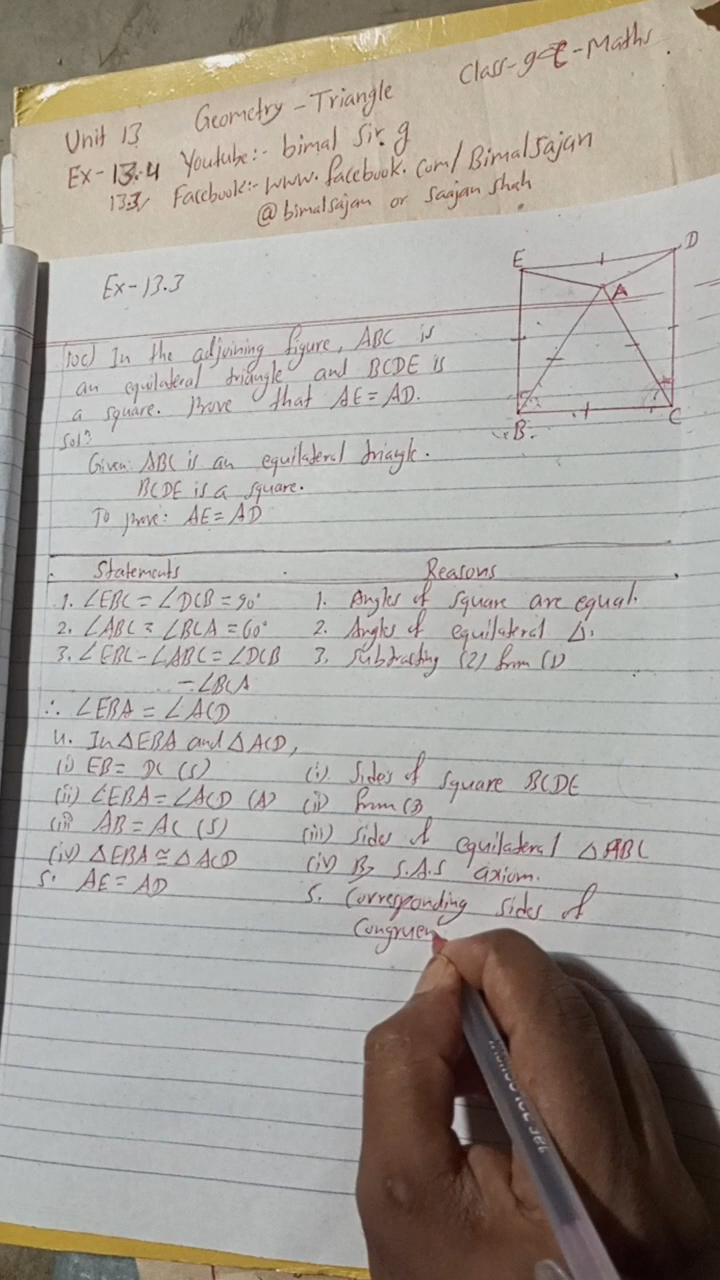 Class-9 C-Maths
Unit 13 Geometry - Triangle
Ex-13.4 Youtube:- bimal sir g
13.3/ Facebook:- www.facebook.com/Bimalsajan
@bimalsajan or saajan shah
Ex-13.3
E D
A
B C
10c) In the adjoining figure, ABC is
an equilateral triangle and BCDE is
a square. Prove that AE = AD.
Solⁿ
Given: ABC is an equilateral triangle.
BCDE is a square.
To prove: AE = AD
Statements Reasons
1. ∠EBC = ∠DCB = 90° 1. Angles of square are equal.
2. ∠ABC = ∠BCA = 60° 2. Angles of equilateral Δ.
3. ∠EBC - ∠ABC = ∠DCB 3. Subtracting (2) from (1)
- ∠BCA
∴ ∠EBA = ∠ACD
4. In ΔEBA and ΔACD,
(i) EB = DC (S) (i) Sides of square BCDE
(ii) ∠EBA = ∠ACD (A) (ii) from (3)
(iii) AB = AC (S) (iii) Sides of equilateral ΔABC
(iv) ΔEBA ≅ ΔACD (iv) By S.A.S axiom.
5. AE = AD 5. Corresponding sides of
Congruen